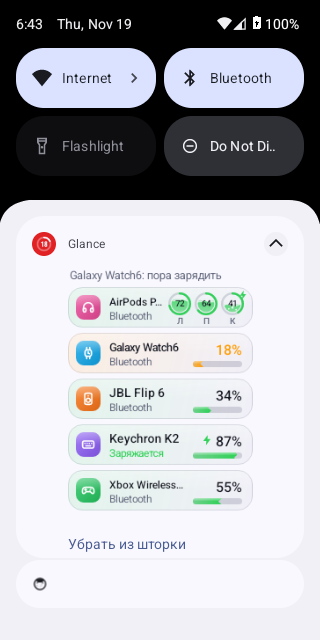 6:43 Thu, Nov 19 100%
Internet
Bluetooth
Flashlight
Do Not Di..
18 Glance
Galaxy Watch6: пора зарядить
AirPods P... 72 64 41
Bluetooth Л П К
Galaxy Watch6 18%
Bluetooth
JBL Flip 6 34%
Bluetooth
Keychron K2 87%
Заряжается
Xbox Wireless... 55%
Bluetooth
Убрать из шторки